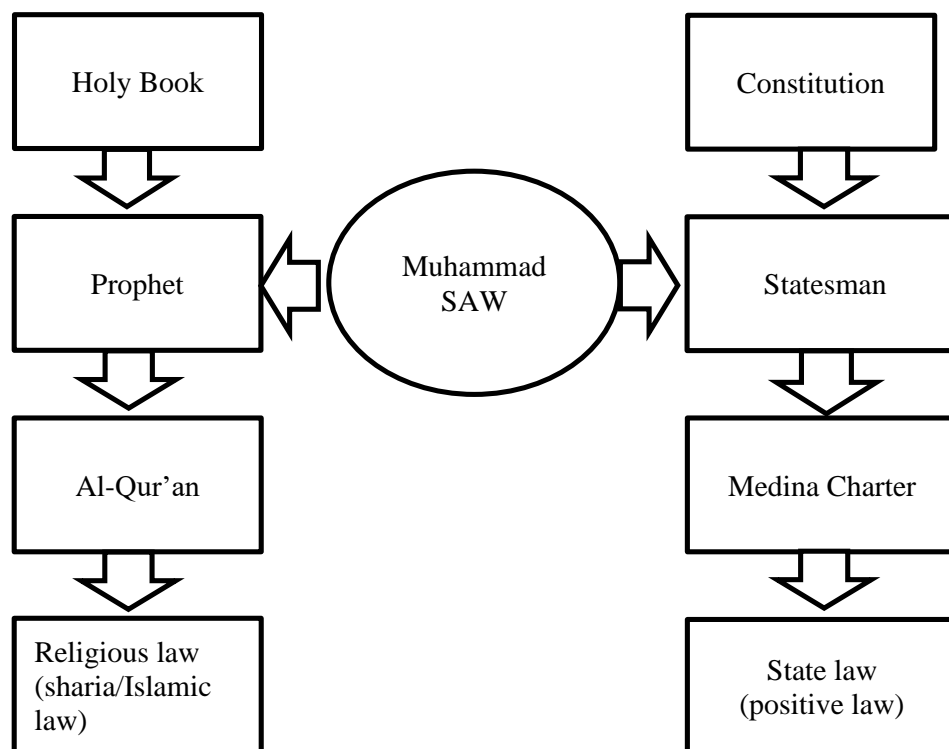 Holy Book
Constitution
Prophet
Muhammad
SAW
Statesman
Al-Qur’an
Medina Charter
Religious law
(sharia/Islamic
law)
State law
(positive law)